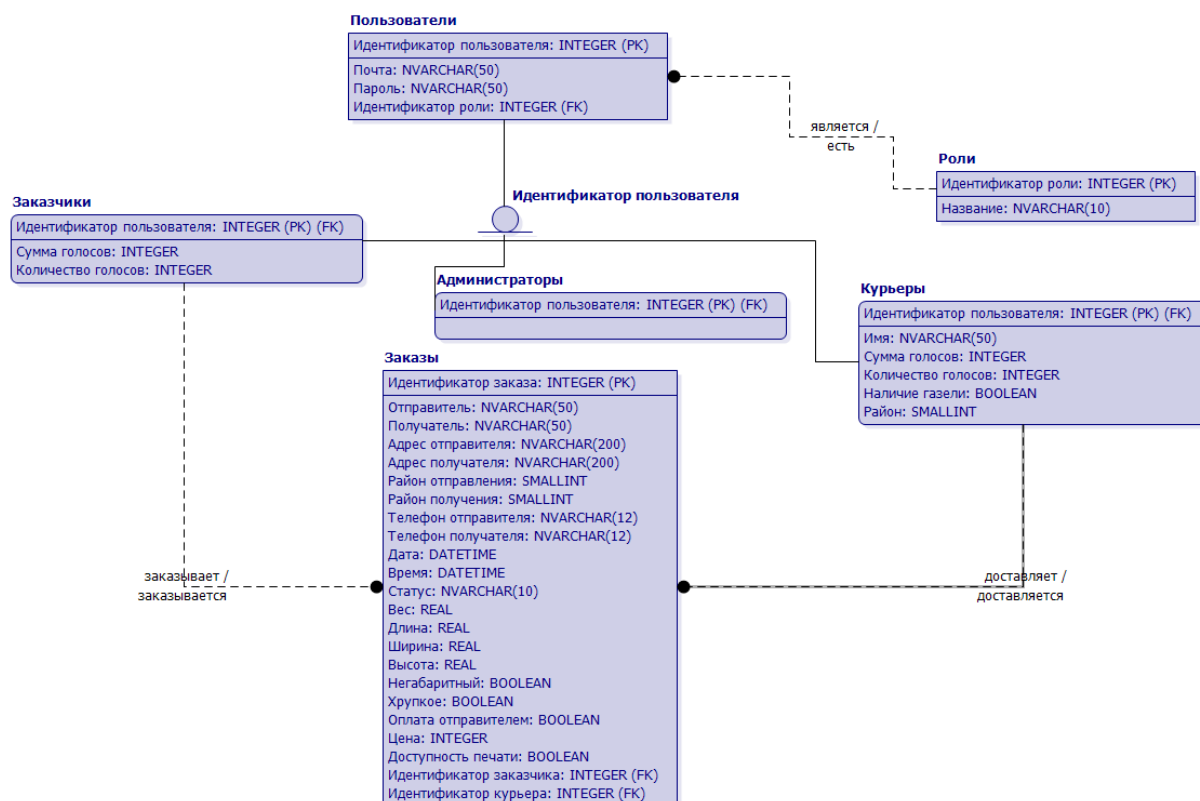 Пользователи
Идентификатор пользователя: INTEGER (PK)
Почта: NVARCHAR(50)
Пароль: NVARCHAR(50)
Идентификатор роли: INTEGER (FK)
является /
есть
Роли
Идентификатор роли: INTEGER (PK)
Название: NVARCHAR(10)
Идентификатор пользователя
Заказчики
Идентификатор пользователя: INTEGER (PK) (FK)
Сумма голосов: INTEGER
Количество голосов: INTEGER
Администраторы
Идентификатор пользователя: INTEGER (PK) (FK)
Курьеры
Идентификатор пользователя: INTEGER (PK) (FK)
Имя: NVARCHAR(50)
Сумма голосов: INTEGER
Количество голосов: INTEGER
Наличие газели: BOOLEAN
Район: SMALLINT
Заказы
Идентификатор заказа: INTEGER (PK)
Отправитель: NVARCHAR(50)
Получатель: NVARCHAR(50)
Адрес отправителя: NVARCHAR(200)
Адрес получателя: NVARCHAR(200)
Район отправления: SMALLINT
Район получения: SMALLINT
Телефон отправителя: NVARCHAR(12)
Телефон получателя: NVARCHAR(12)
Дата: DATETIME
Время: DATETIME
Статус: NVARCHAR(10)
Вес: REAL
Длина: REAL
Ширина: REAL
Высота: REAL
Негабаритный: BOOLEAN
Хрупкое: BOOLEAN
Оплата отправителем: BOOLEAN
Цена: INTEGER
Доступность печати: BOOLEAN
Идентификатор заказчика: INTEGER (FK)
Идентификатор курьера: INTEGER (FK)
заказывает /
заказывается
доставляет /
доставляется